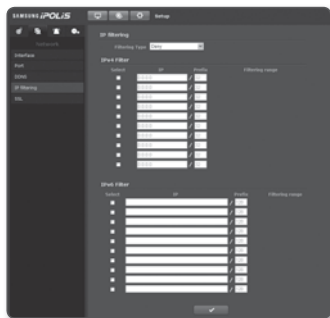 SAMSUNG iPOLiS
Setup
Network
Interface
Port
DDNS
IP filtering
SSL
IP filtering
Filtering Type Deny
IPv4 Filter
Select IP Prefix Filtering range
IPv6 Filter
Select IP Prefix Filtering range